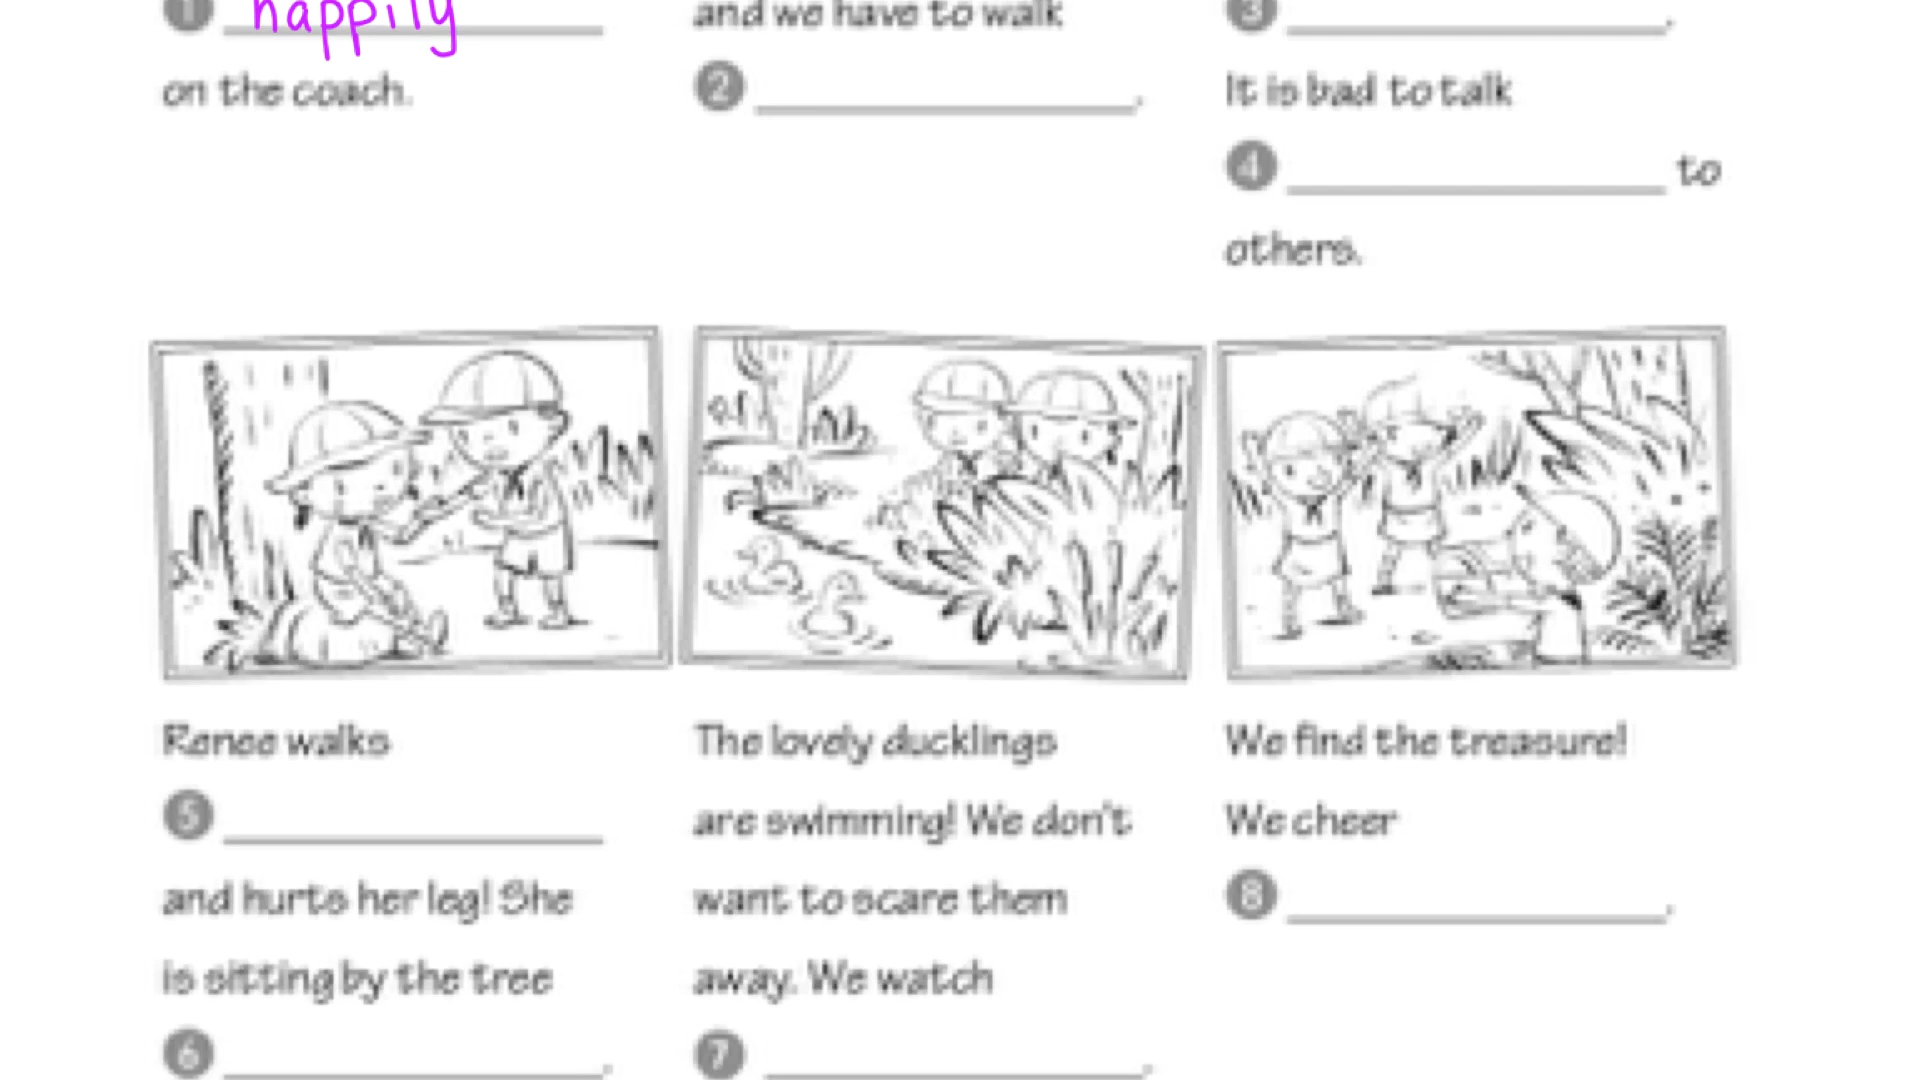 1 happily
on the coach.
and we have to walk
2 .
3 .
It is bad to talk
4 to
others.
Renee walks
5
and hurts her leg! She
is sitting by the tree
6 .
The lovely ducklings
are swimming! We don't
want to scare them
away. We watch
7 .
We find the treasure!
We cheer
8 .